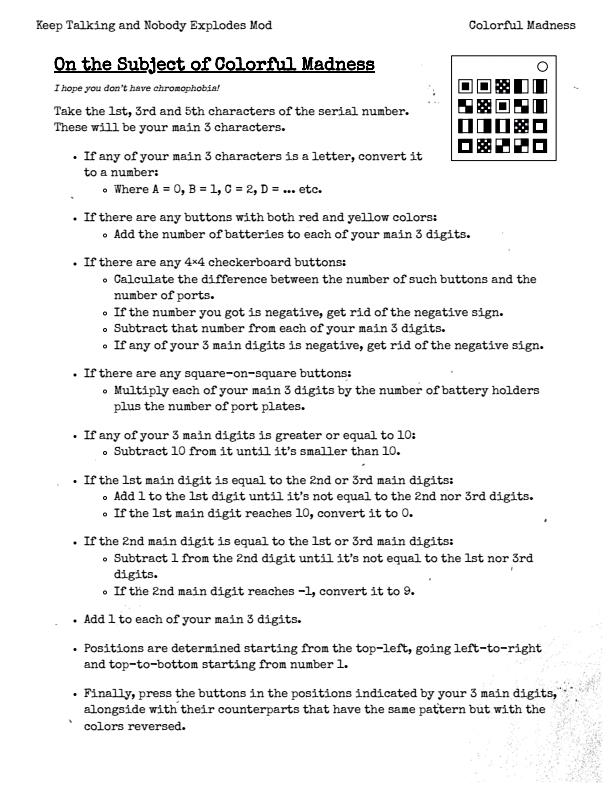 Keep Talking and Nobody Explodes Mod Colorful Madness
On the Subject of Colorful Madness
I hope you don't have chromophobia!
Take the 1st, 3rd and 5th characters of the serial number.
These will be your main 3 characters.
• If any of your main 3 characters is a letter, convert it
to a number:
∘ Where A = 0, B = 1, C = 2, D = ... etc.
• If there are any buttons with both red and yellow colors:
∘ Add the number of batteries to each of your main 3 digits.
• If there are any 4×4 checkerboard buttons:
∘ Calculate the difference between the number of such buttons and the
number of ports.
∘ If the number you got is negative, get rid of the negative sign.
∘ Subtract that number from each of your main 3 digits.
∘ If any of your 3 main digits is negative, get rid of the negative sign.
• If there are any square-on-square buttons:
∘ Multiply each of your main 3 digits by the number of battery holders
plus the number of port plates.
• If any of your 3 main digits is greater or equal to 10:
∘ Subtract 10 from it until it's smaller than 10.
• If the 1st main digit is equal to the 2nd or 3rd main digits:
∘ Add 1 to the 1st digit until it's not equal to the 2nd nor 3rd digits.
∘ If the 1st main digit reaches 10, convert it to 0.
• If the 2nd main digit is equal to the 1st or 3rd main digits:
∘ Subtract 1 from the 2nd digit until it's not equal to the 1st nor 3rd
digits.
∘ If the 2nd main digit reaches -1, convert it to 9.
• Add 1 to each of your main 3 digits.
• Positions are determined starting from the top-left, going left-to-right
and top-to-bottom starting from number 1.
• Finally, press the buttons in the positions indicated by your 3 main digits,
alongside with their counterparts that have the same pattern but with the
colors reversed.